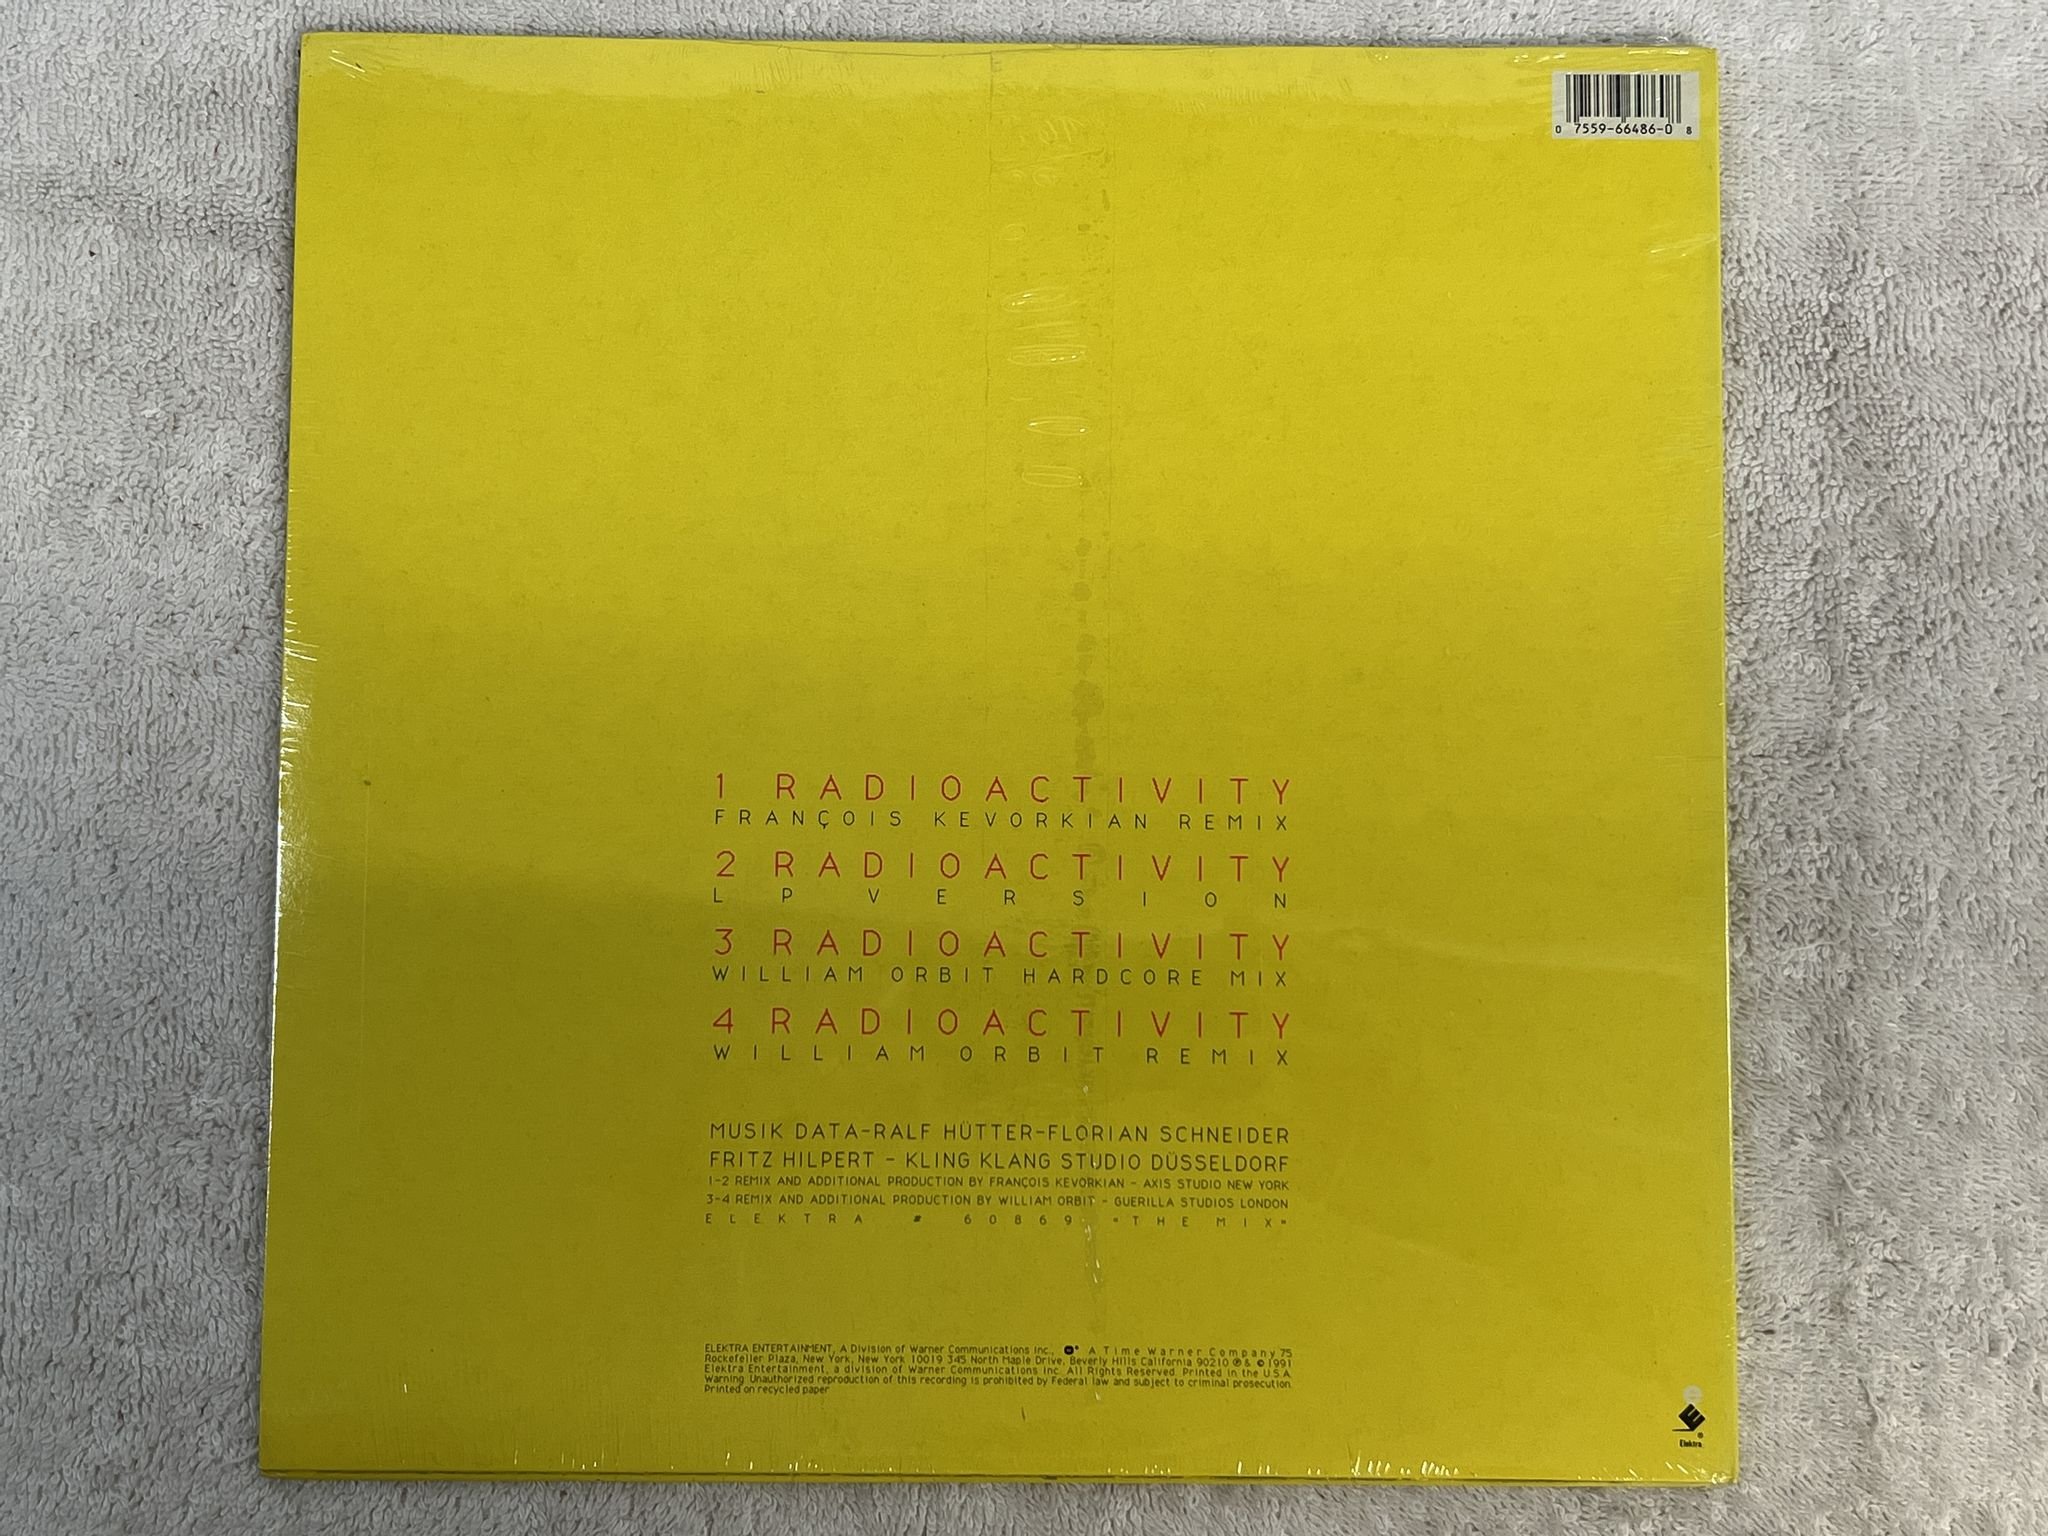 0 7559-66486-0 8
1 RADIOACTIVITY
FRANÇOIS KEVORKIAN REMIX
2 RADIOACTIVITY
LP VERSION
3 RADIOACTIVITY
WILLIAM ORBIT HARDCORE MIX
4 RADIOACTIVITY
WILLIAM ORBIT REMIX
MUSIK DATA-RALF HÜTTER-FLORIAN SCHNEIDER
FRITZ HILPERT - KLING KLANG STUDIO DÜSSELDORF
1-2 REMIX AND ADDITIONAL PRODUCTION BY FRANÇOIS KEVORKIAN - AXIS STUDIO NEW YORK
3-4 REMIX AND ADDITIONAL PRODUCTION BY WILLIAM ORBIT - GUERILLA STUDIOS LONDON
ELEKTRA # 60869 "THE MIX"
ELEKTRA ENTERTAINMENT, A Division of Warner Communications Inc., ® A Time Warner Company 75
Rockefeller Plaza, New York, New York 10019 345 North Maple Drive, Beverly Hills California 90210 ℗ & © 1991
Elektra Entertainment, a division of Warner Communications Inc. All Rights Reserved. Printed in the U.S.A.
Warning: Unauthorized reproduction of this recording is prohibited by Federal law and subject to criminal prosecution.
Printed on recycled paper
®
Elektra